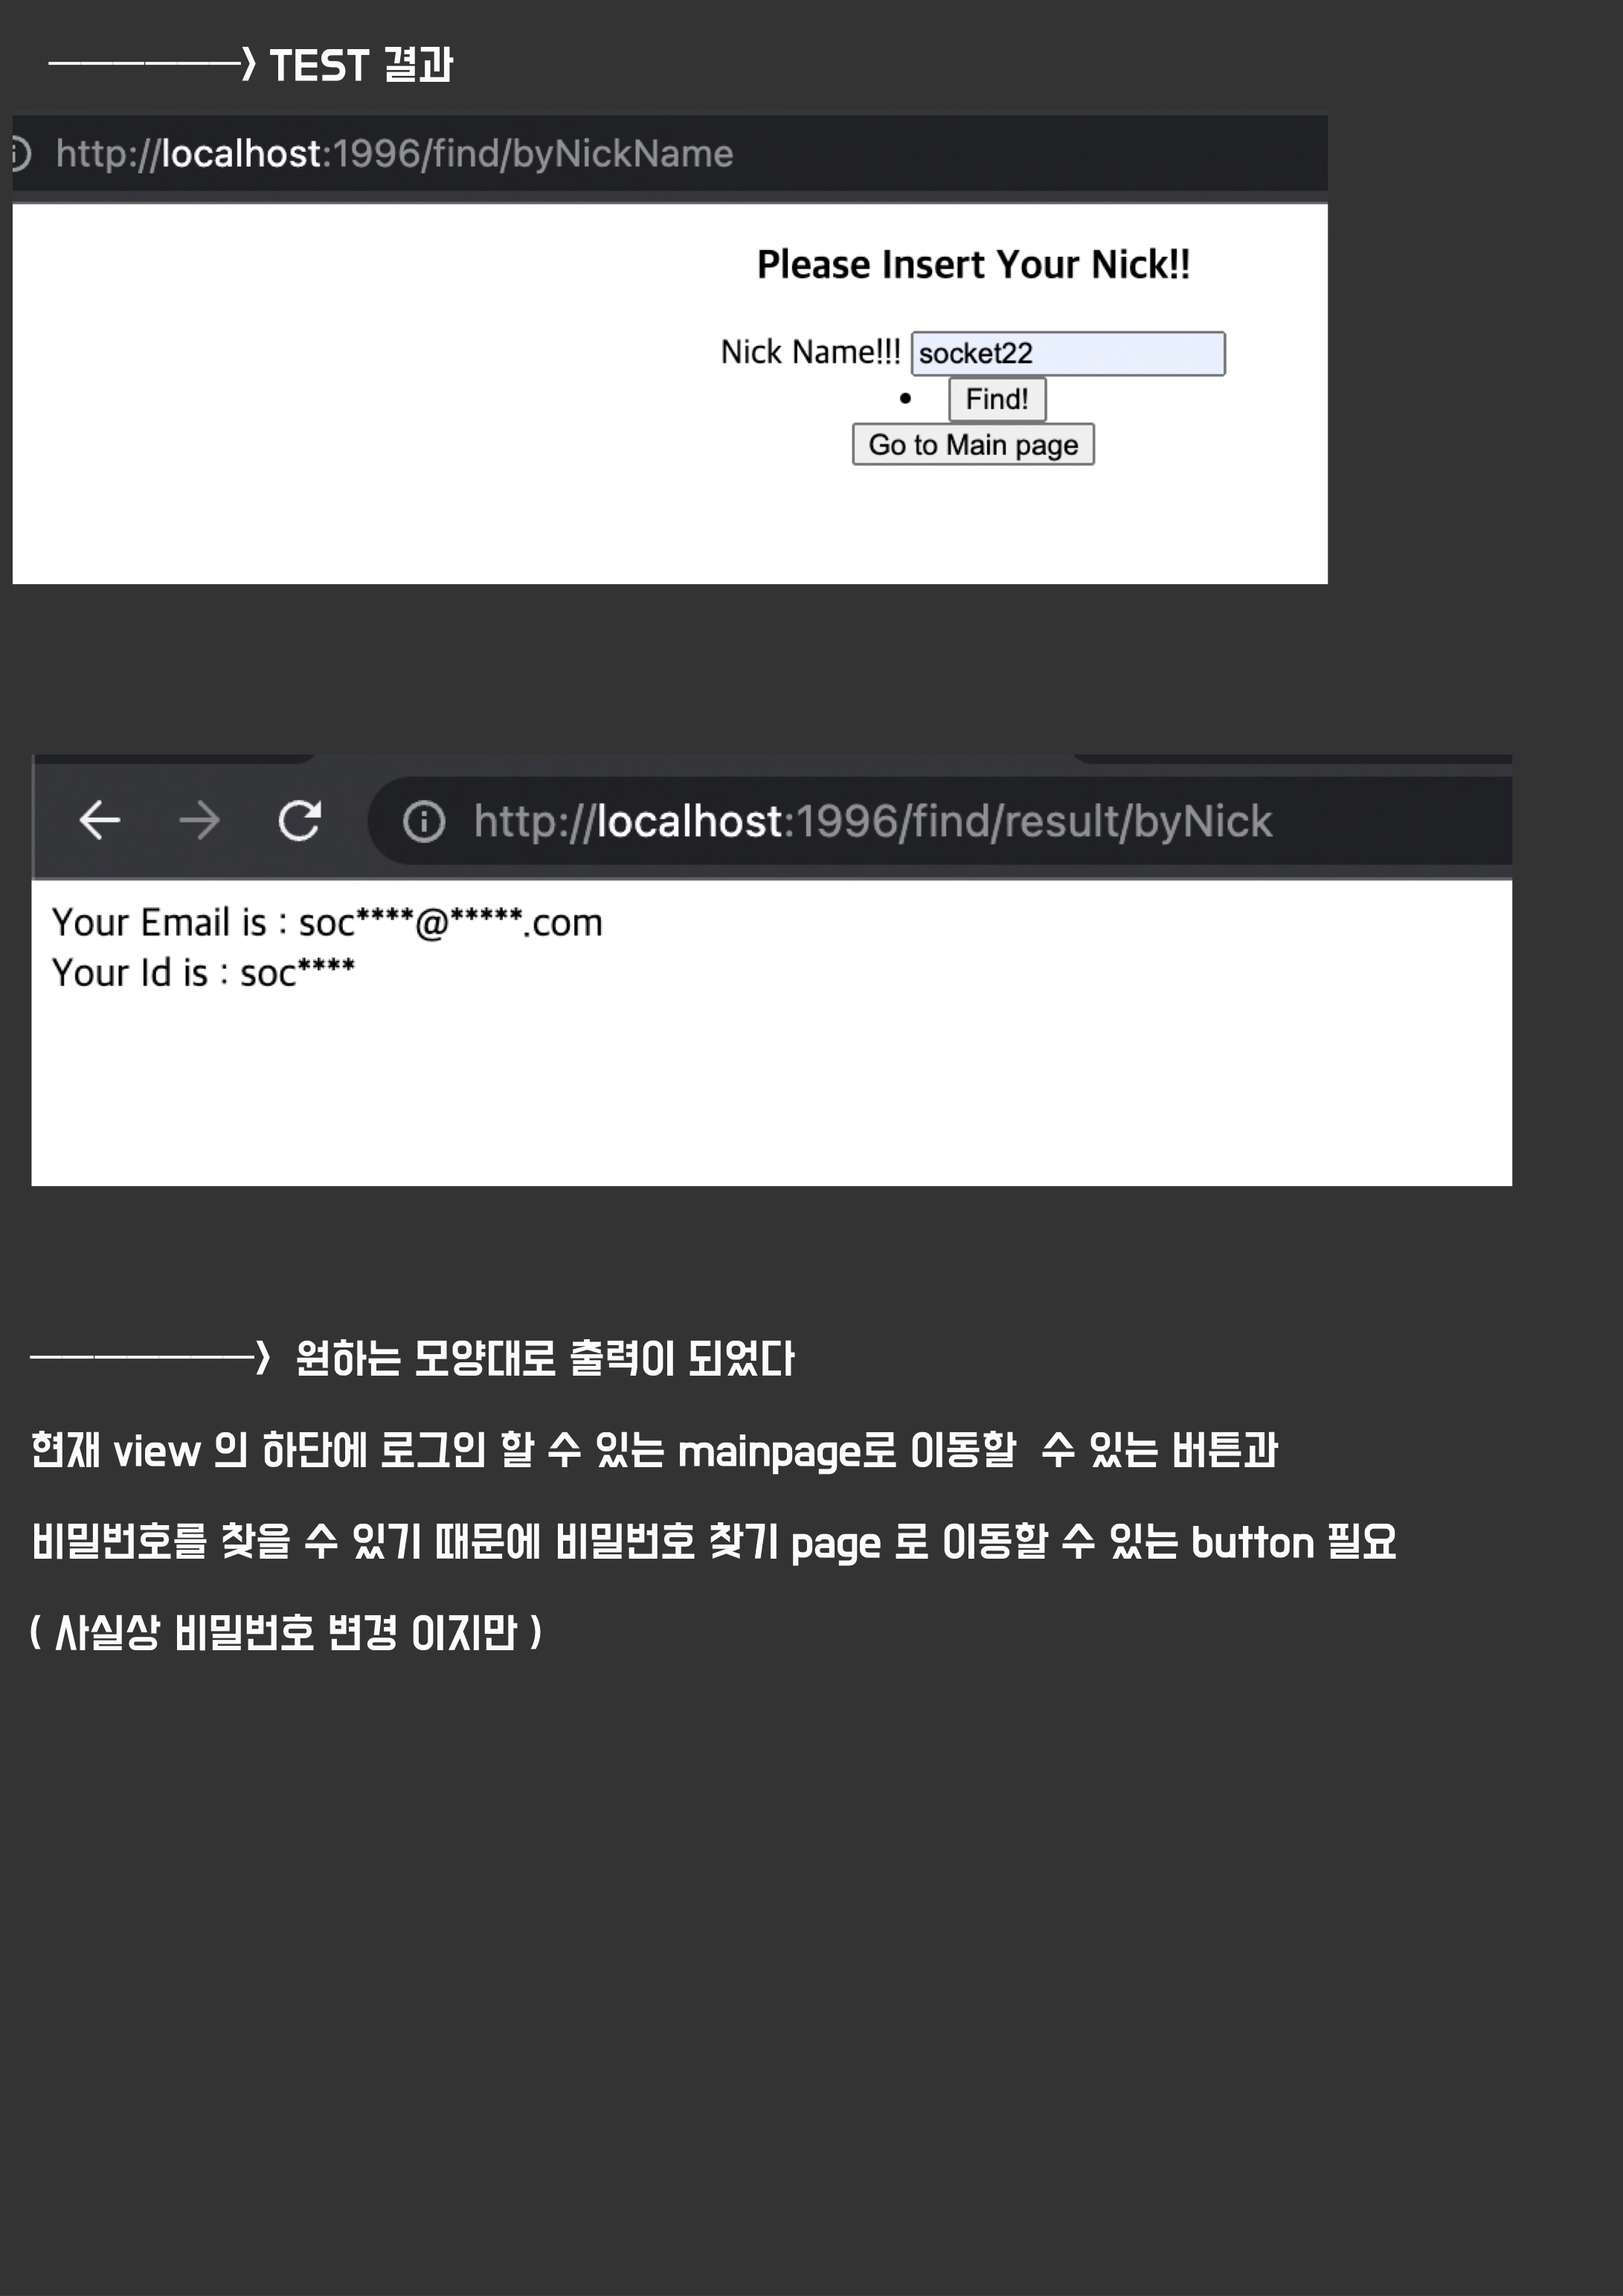 ―――――――> TEST 결과
http://localhost:1996/find/byNickName
Please Insert Your Nick!!
Nick Name!!! socket22
• Find!
Go to Main page
http://localhost:1996/find/result/byNick
Your Email is : soc****@*****.com
Your Id is : soc****
―――――――> 원하는 모양대로 출력이 되었다
현재 view 의 하단에 로그인 할 수 있는 mainpage로 이동할 수 있는 버튼과
비밀번호를 찾을 수 있기 때문에 비밀번호 찾기 page 로 이동할 수 있는 button 필요
( 사실상 비밀번호 변경 이지만 )